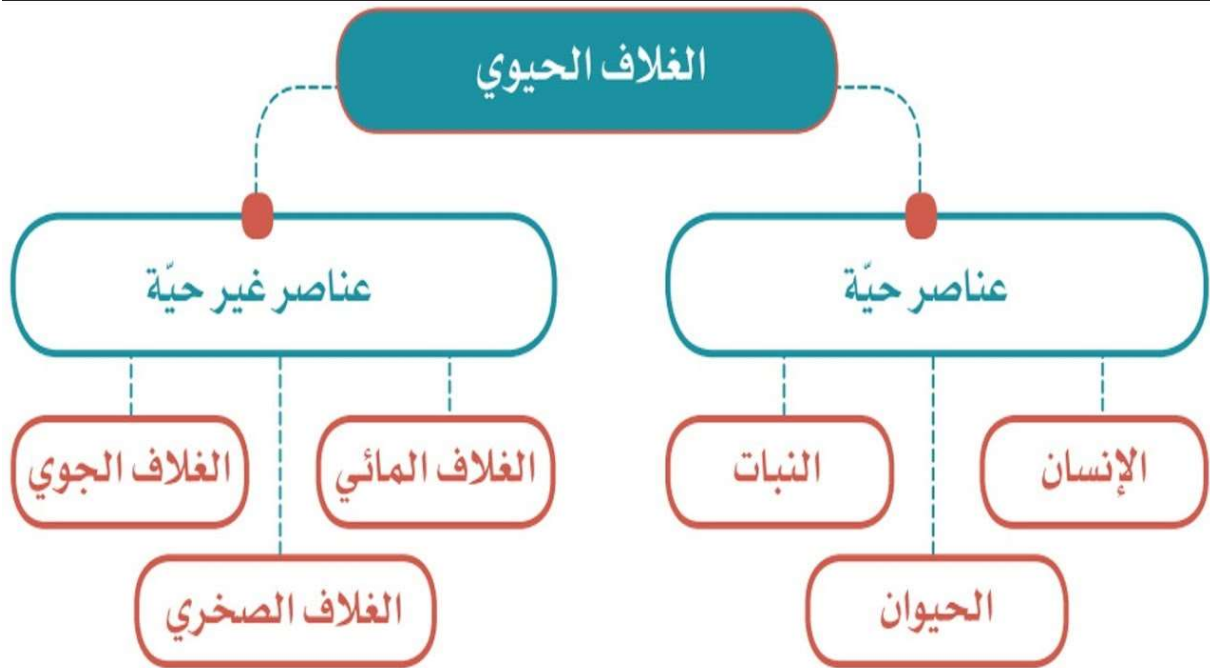 الغلاف الحيوي
عناصر حيّة
عناصر غير حيّة
الإنسان
النبات
الغلاف المائي
الغلاف الجوي
الحيوان
الغلاف الصخري